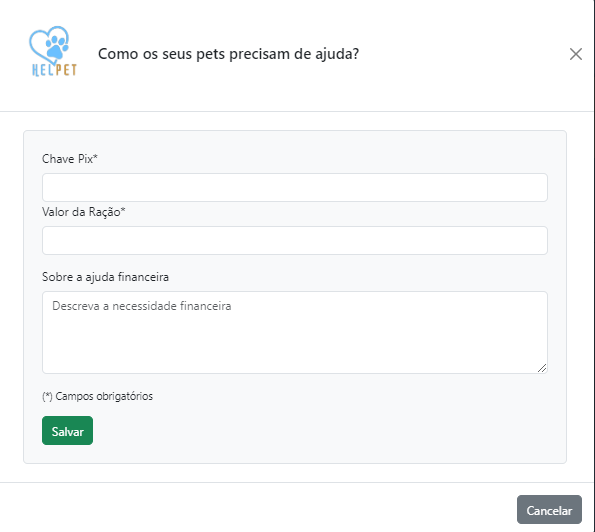 HELPET
Como os seus pets precisam de ajuda?
Chave Pix*
Valor da Ração*
Sobre a ajuda financeira
Descreva a necessidade financeira
(*) Campos obrigatórios
Salvar
Cancelar